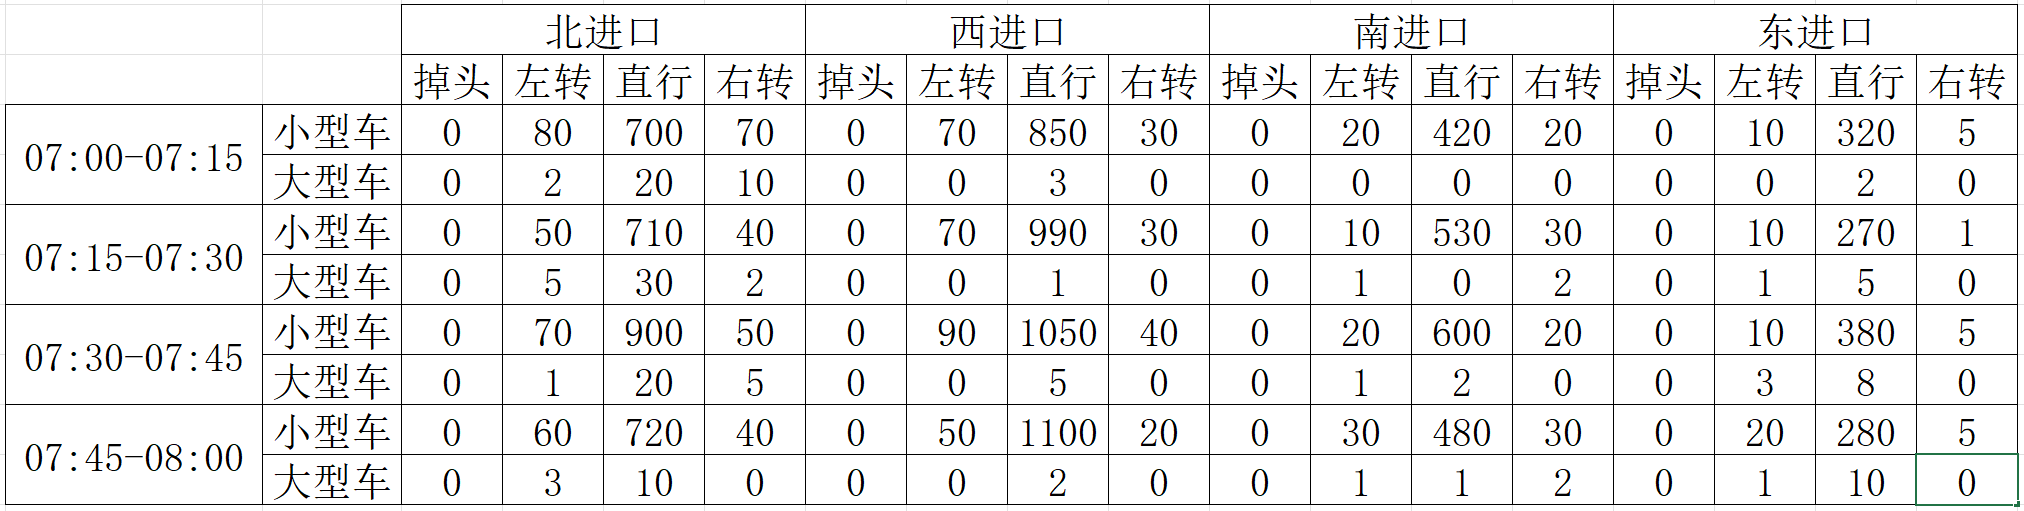 北进口 西进口 南进口 东进口
掉头 左转 直行 右转 掉头 左转 直行 右转 掉头 左转 直行 右转 掉头 左转 直行 右转
07:00-07:15 小型车 0 80 700 70 0 70 850 30 0 20 420 20 0 10 320 5
大型车 0 2 20 10 0 0 3 0 0 0 0 0 0 0 2 0
07:15-07:30 小型车 0 50 710 40 0 70 990 30 0 10 530 30 0 10 270 1
大型车 0 5 30 2 0 0 1 0 0 1 0 2 0 1 5 0
07:30-07:45 小型车 0 70 900 50 0 90 1050 40 0 20 600 20 0 10 380 5
大型车 0 1 20 5 0 0 5 0 0 1 2 0 0 3 8 0
07:45-08:00 小型车 0 60 720 40 0 50 1100 20 0 30 480 30 0 20 280 5
大型车 0 3 10 0 0 0 2 0 0 1 1 2 0 1 10 0